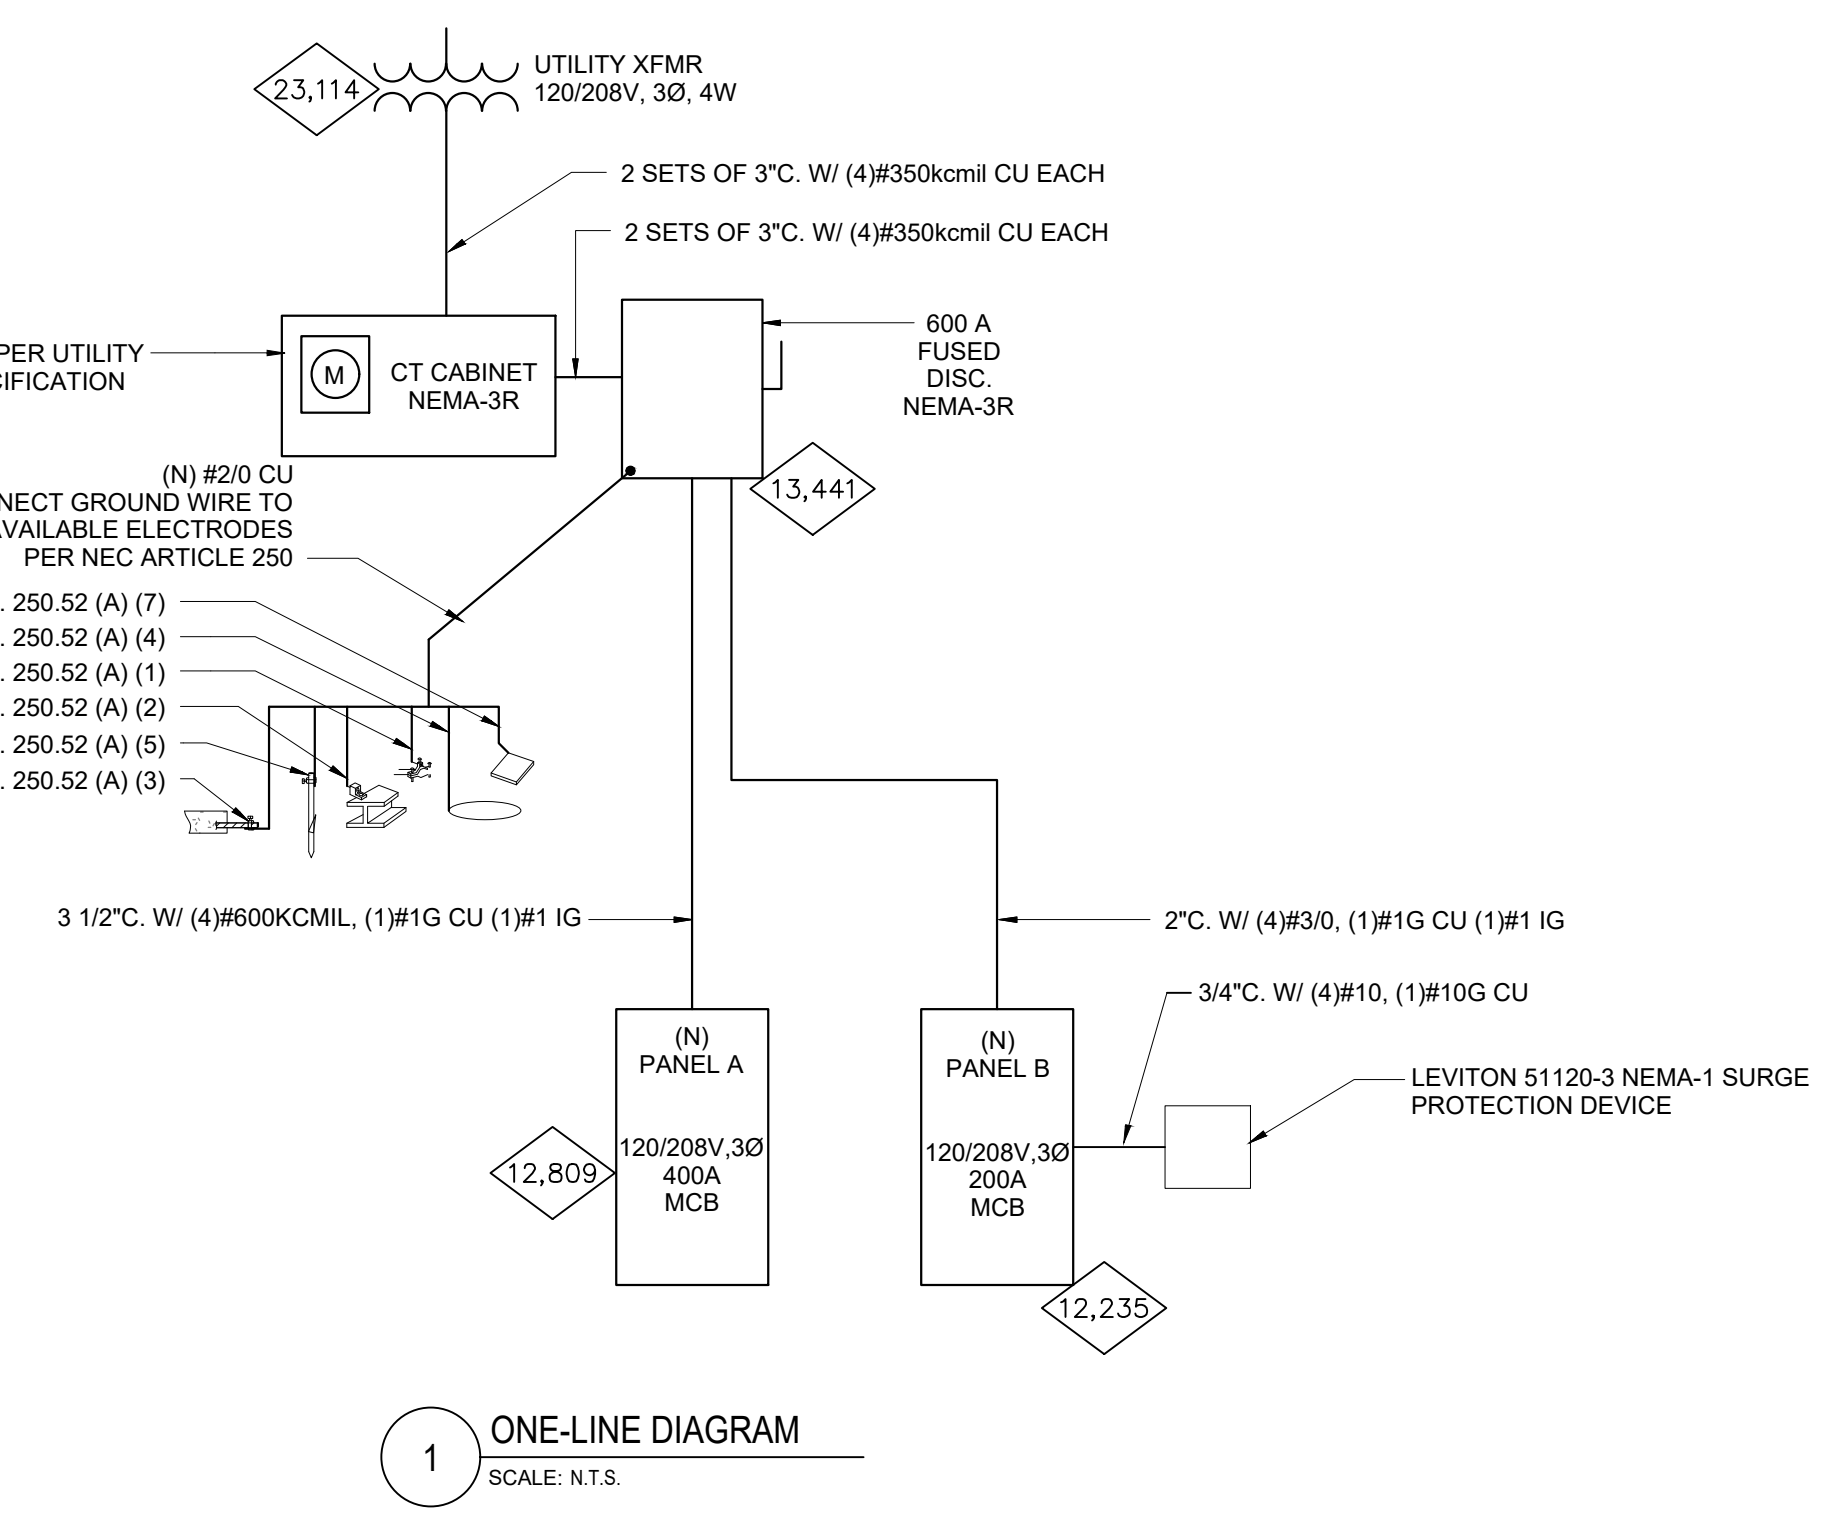 23,114
UTILITY XFMR
120/208V, 3Ø, 4W
2 SETS OF 3"C. W/ (4)#350kcmil CU EACH
2 SETS OF 3"C. W/ (4)#350kcmil CU EACH
PER UTILITY
CIFICATION
M
CT CABINET
NEMA-3R
600 A
FUSED
DISC.
NEMA-3R
13,441
(N) #2/0 CU
NNECT GROUND WIRE TO
AVAILABLE ELECTRODES
PER NEC ARTICLE 250
. 250.52 (A) (7)
. 250.52 (A) (4)
. 250.52 (A) (1)
. 250.52 (A) (2)
. 250.52 (A) (5)
. 250.52 (A) (3)
3 1/2"C. W/ (4)#600KCMIL, (1)#1G CU (1)#1 IG
2"C. W/ (4)#3/0, (1)#1G CU (1)#1 IG
3/4"C. W/ (4)#10, (1)#10G CU
(N)
PANEL A
120/208V,3Ø
400A
MCB
12,809
(N)
PANEL B
120/208V,3Ø
200A
MCB
12,235
LEVITON 51120-3 NEMA-1 SURGE
PROTECTION DEVICE
1
ONE-LINE DIAGRAM
SCALE: N.T.S.